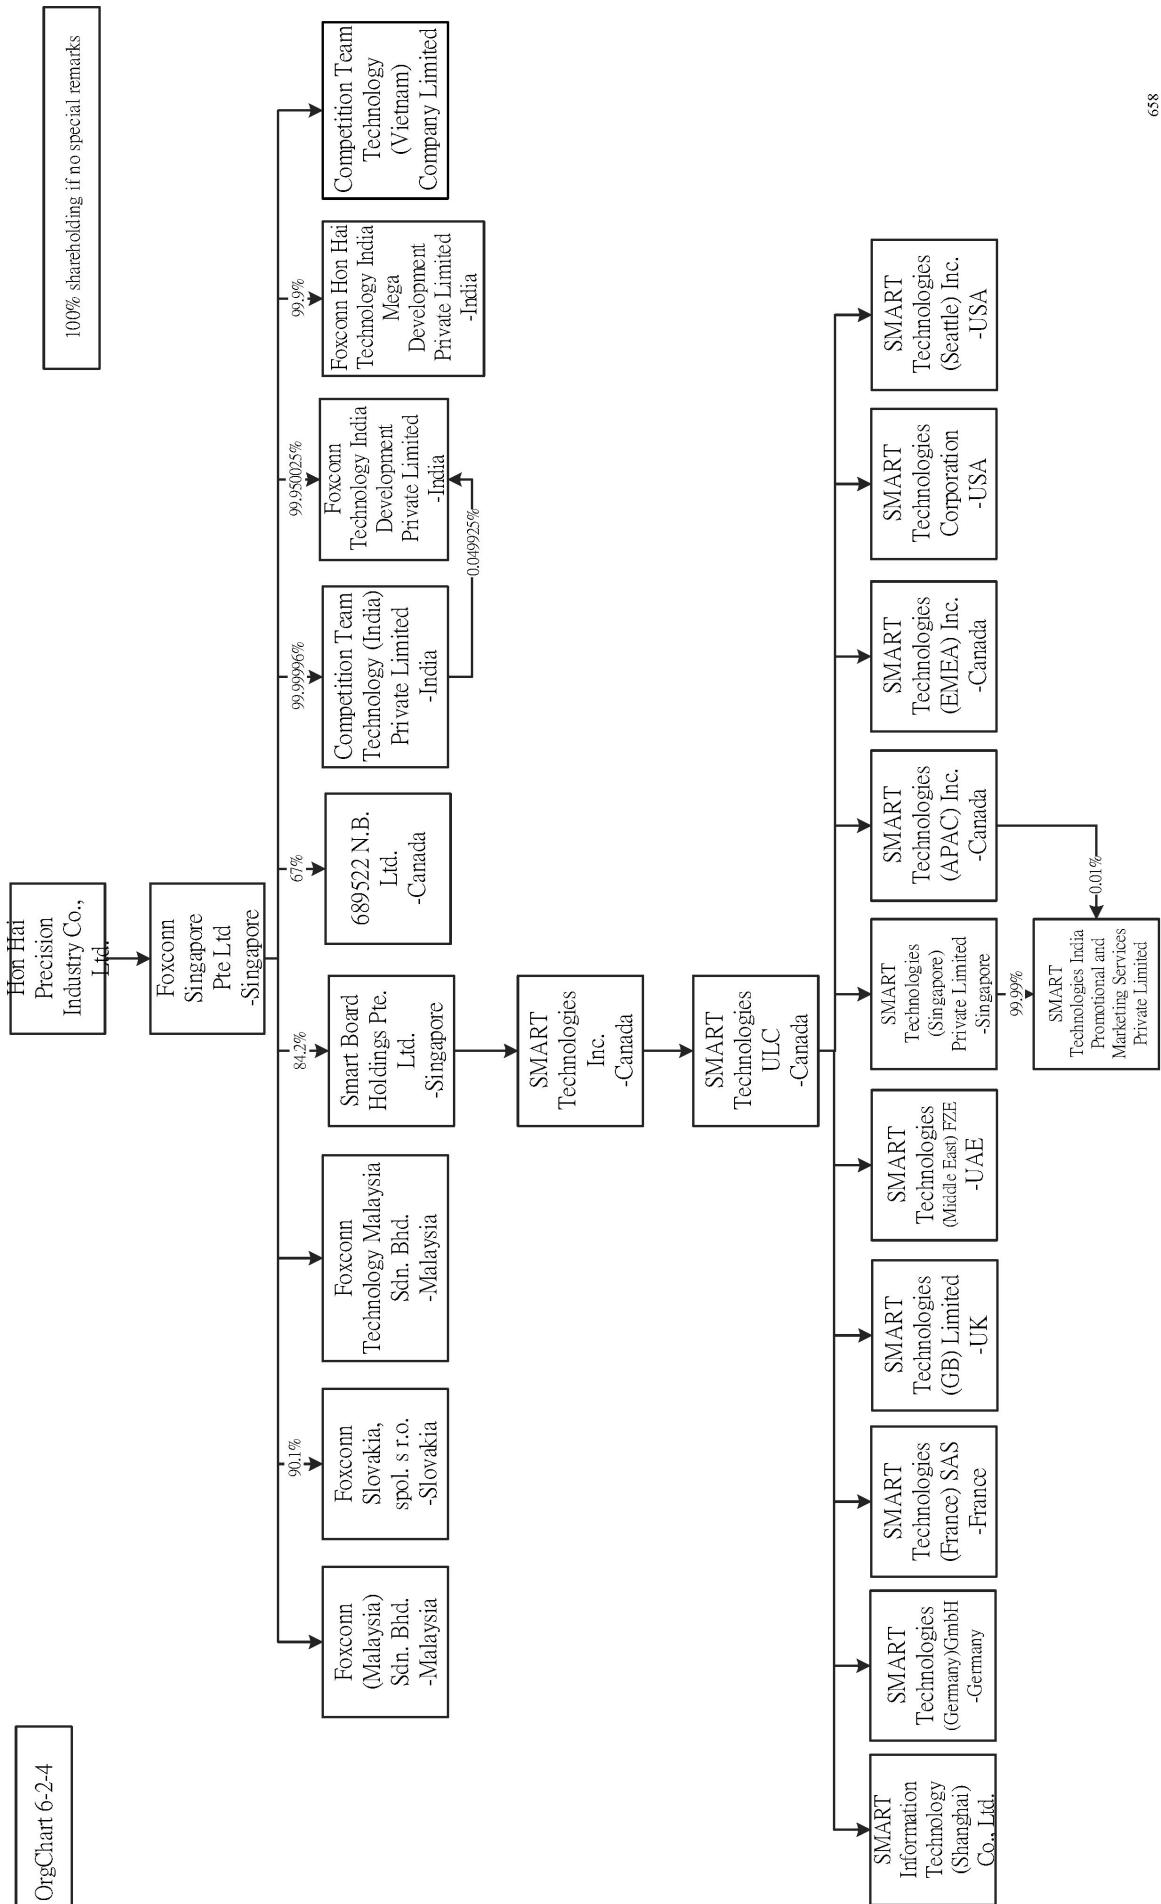 OrgChart 6-2-4
100% shareholding if no special remarks
Hon Hai
Precision
Industry Co.,
Ltd.
Foxconn
Singapore
Pte Ltd
-Singapore
90.1%
84.2%
67%
99.99996%
99.950025%
99.9%
Foxconn
(Malaysia)
Sdn. Bhd.
-Malaysia
Foxconn
Slovakia,
spol. s r.o.
-Slovakia
Foxconn
Technology Malaysia
Sdn. Bhd.
-Malaysia
Smart Board
Holdings Pte.
Ltd.
-Singapore
689522 N.B.
Ltd.
-Canada
Competition Team
Technology (India)
Private Limited
-India
Foxconn
Technology India
Development
Private Limited
-India
Foxconn Hon Hai
Technology India
Mega
Development
Private Limited
-India
Competition Team
Technology
(Vietnam)
Company Limited
0.049925%
SMART
Technologies
Inc.
-Canada
SMART
Technologies
ULC
-Canada
SMART
Information
Technology
(Shanghai)
Co., Ltd.
SMART
Technologies
(Germany)GmbH
-Germany
SMART
Technologies
(France) SAS
-France
SMART
Technologies
(GB) Limited
-UK
SMART
Technologies
(Middle East) FZE
-UAE
SMART
Technologies
(Singapore)
Private Limited
-Singapore
SMART
Technologies
(APAC) Inc.
-Canada
SMART
Technologies
(EMEA) Inc.
-Canada
SMART
Technologies
Corporation
-USA
SMART
Technologies
(Seattle) Inc.
-USA
99.99%
0.01%
SMART
Technologies India
Promotional and
Marketing Services
Private Limited
658